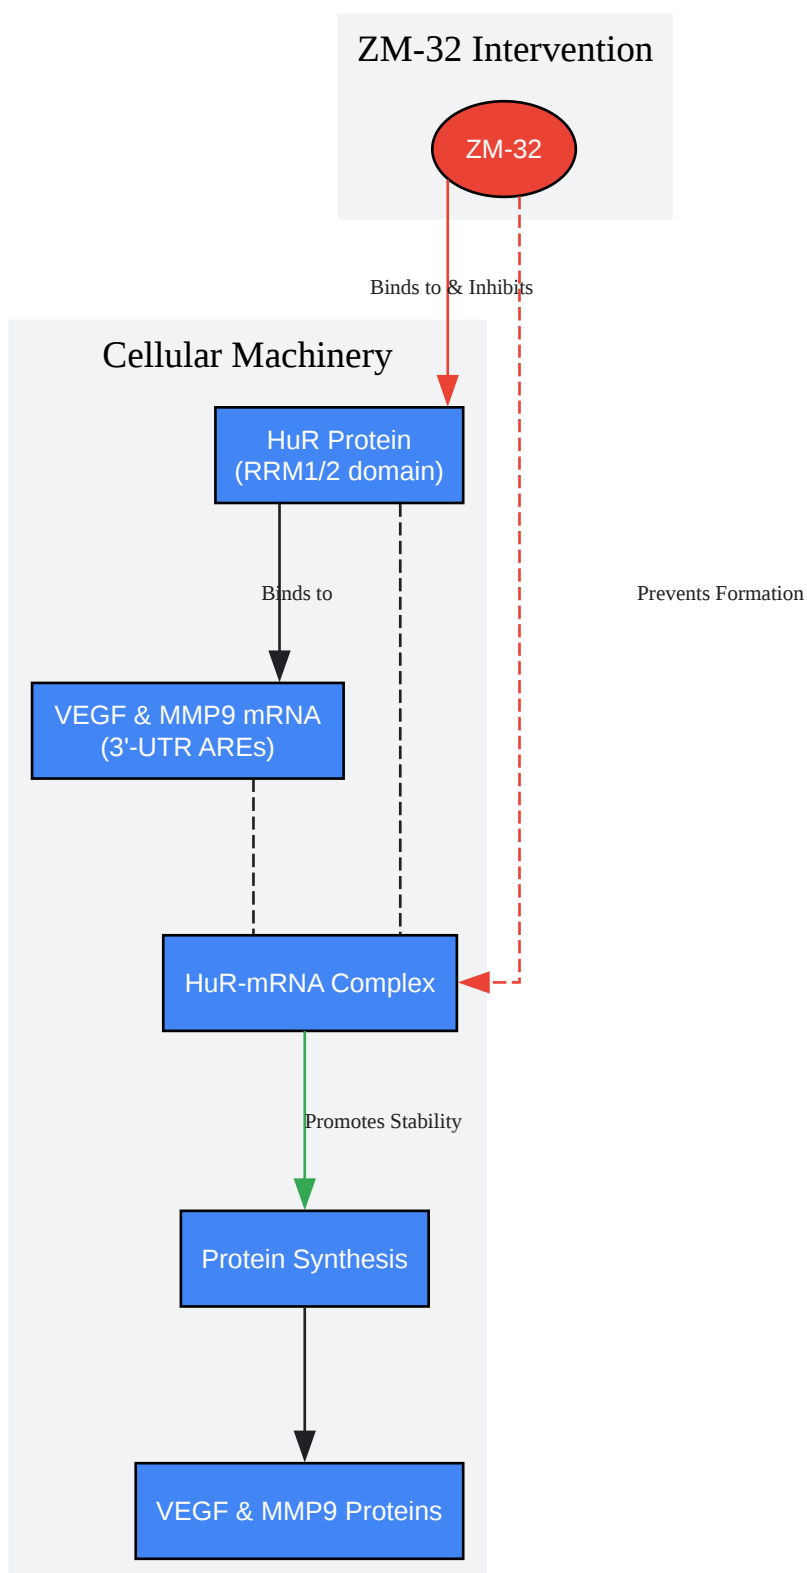 ZM-32 Intervention
ZM-32
Binds to & Inhibits
Cellular Machinery
HuR Protein
(RRM1/2 domain)
Binds to
Prevents Formation
VEGF & MMP9 mRNA
(3'-UTR AREs)
HuR-mRNA Complex
Promotes Stability
Protein Synthesis
VEGF & MMP9 Proteins